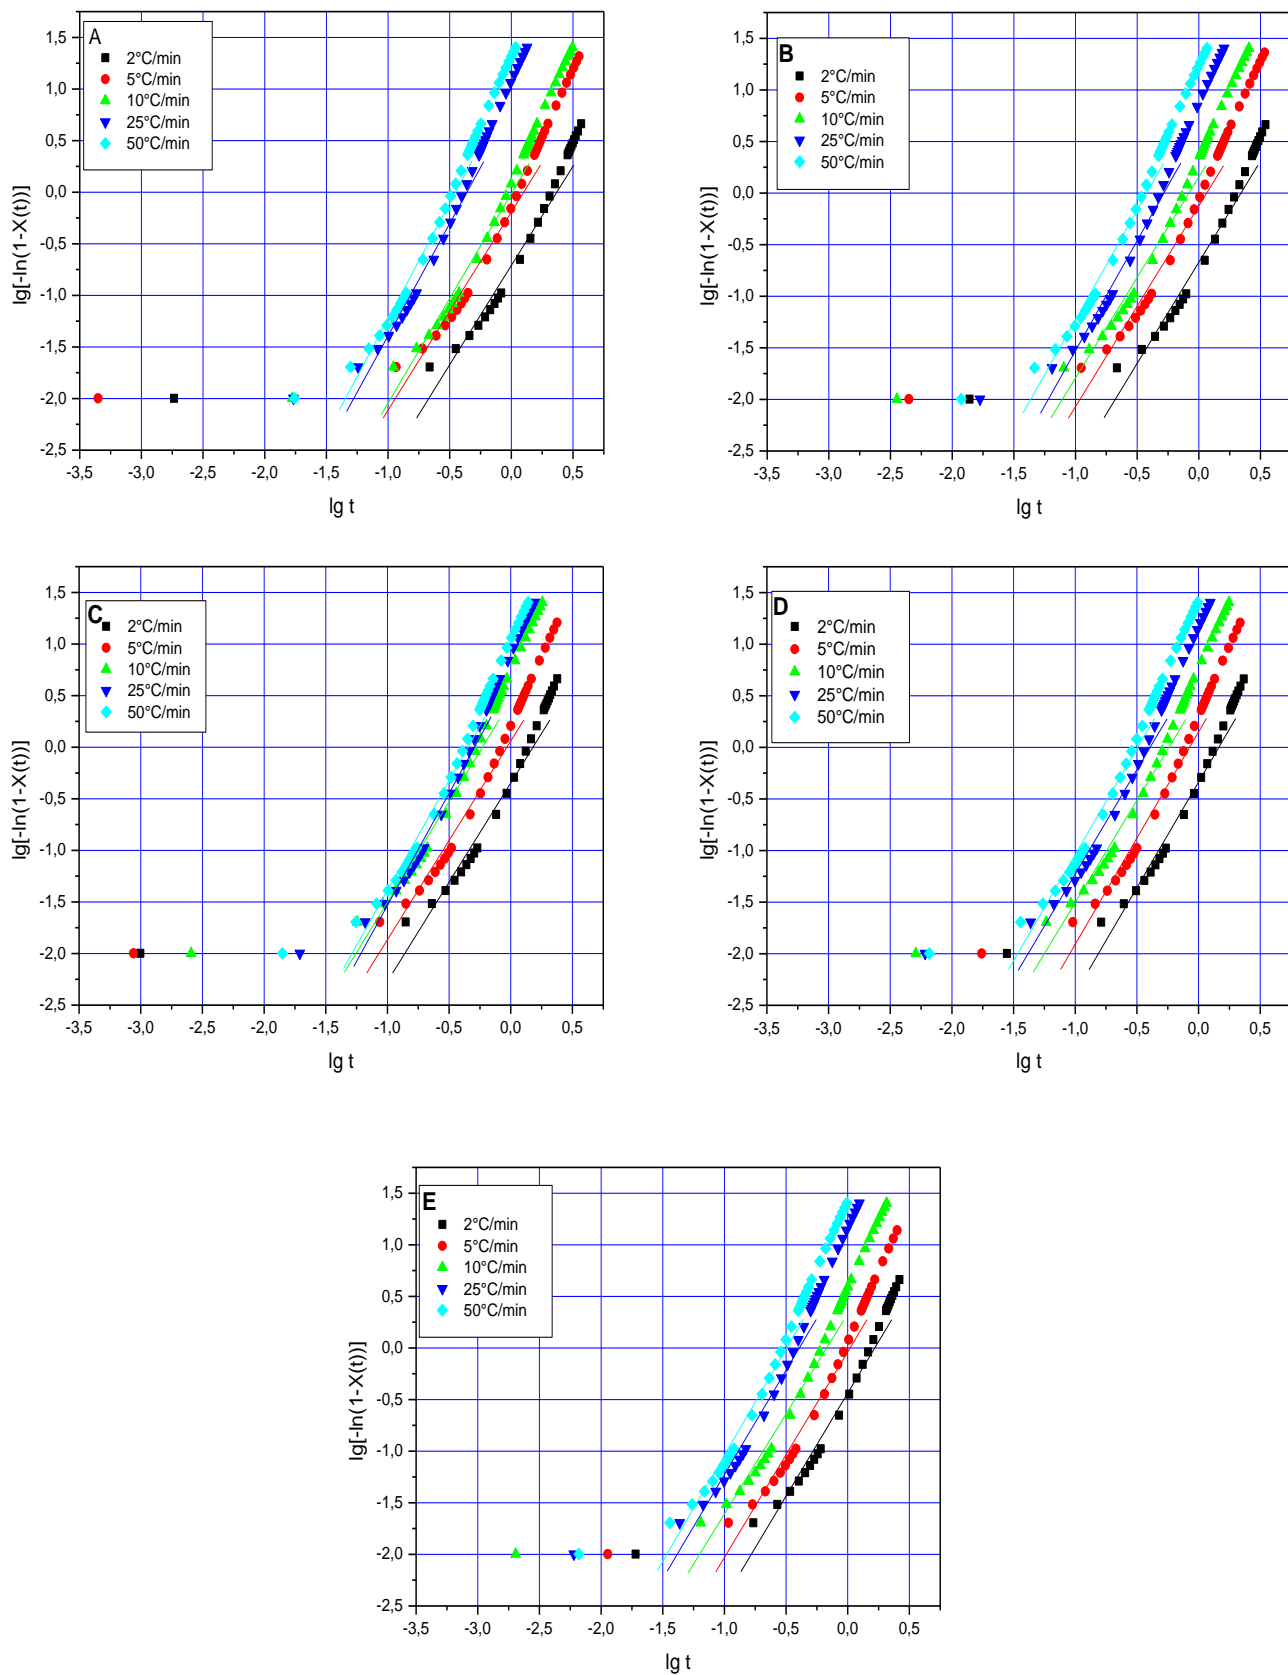 A
2°C/min
5°C/min
10°C/min
25°C/min
50°C/min
1,5
1,0
0,5
0,0
-0,5
-1,0
-1,5
-2,0
-2,5
lg[-ln(1-X(t))]
-3,5 -3,0 -2,5 -2,0 -1,5 -1,0 -0,5 0,0 0,5
lg t
B
2°C/min
5°C/min
10°C/min
25°C/min
50°C/min
1,5
1,0
0,5
0,0
-0,5
-1,0
-1,5
-2,0
-2,5
lg[-ln(1-X(t))]
-3,5 -3,0 -2,5 -2,0 -1,5 -1,0 -0,5 0,0 0,5
lg t
C
2°C/min
5°C/min
10°C/min
25°C/min
50°C/min
1,5
1,0
0,5
0,0
-0,5
-1,0
-1,5
-2,0
-2,5
lg[-ln(1-X(t))]
-3,5 -3,0 -2,5 -2,0 -1,5 -1,0 -0,5 0,0 0,5
lg t
D
2°C/min
5°C/min
10°C/min
25°C/min
50°C/min
1,5
1,0
0,5
0,0
-0,5
-1,0
-1,5
-2,0
-2,5
lg[-ln(1-X(t))]
-3,5 -3,0 -2,5 -2,0 -1,5 -1,0 -0,5 0,0 0,5
lg t
E
2°C/min
5°C/min
10°C/min
25°C/min
50°C/min
1,5
1,0
0,5
0,0
-0,5
-1,0
-1,5
-2,0
-2,5
lg[-ln(1-X(t))]
-3,5 -3,0 -2,5 -2,0 -1,5 -1,0 -0,5 0,0 0,5
lg t